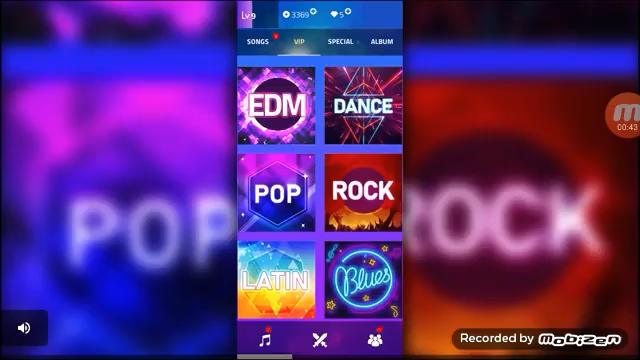 Lv 9 3369 5
SONGS VIP SPECIAL ALBUM
EDM DANCE
00:43
POP ROCK
POP ROCK
LATIN Blues
Recorded by MOBIZEN